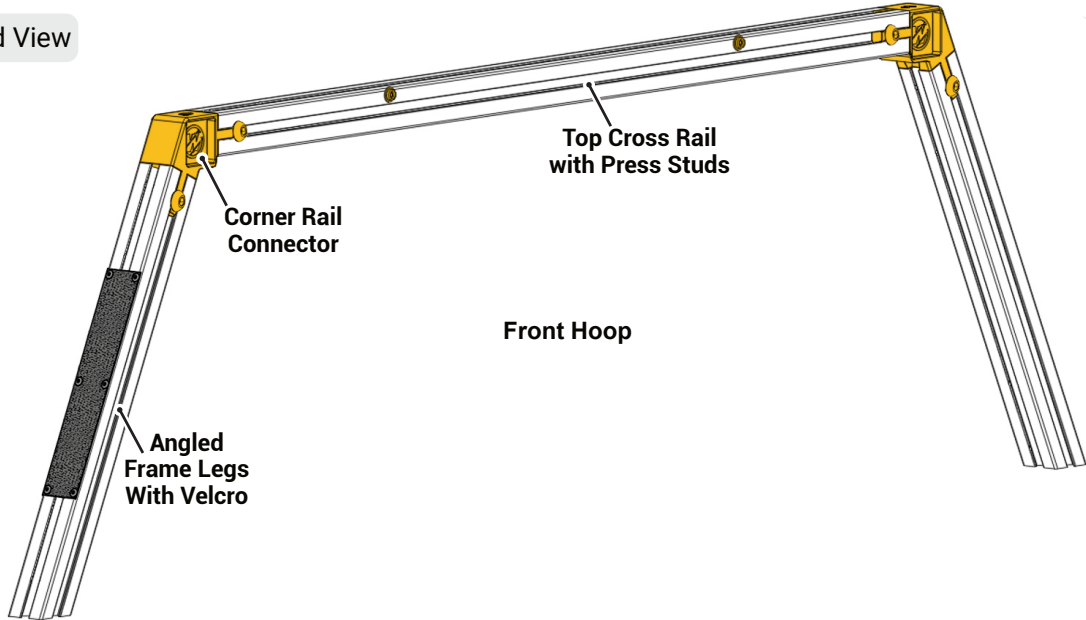 View
Top Cross Rail
with Press Studs
Corner Rail
Connector
Front Hoop
Angled
Frame Legs
With Velcro